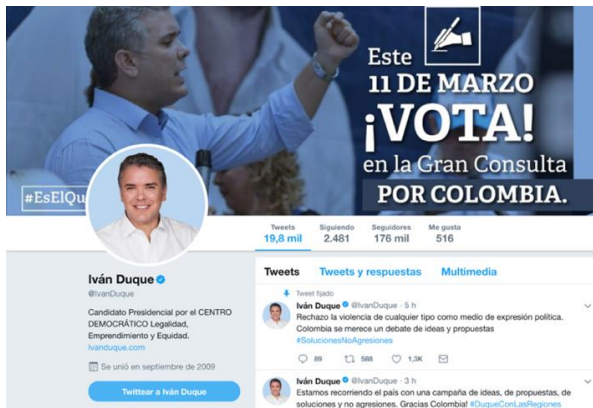 Este
11 DE MARZO
¡VOTA!
en la Gran Consulta
POR COLOMBIA.
#EsElQu
Tweets Siguiendo Seguidores Me gusta
19,8 mil 2.481 176 mil 516
Iván Duque
@IvanDuque
Candidato Presidencial por el CENTRO
DEMOCRÁTICO Legalidad,
Emprendimiento y Equidad.
Ivanduque.com
Se unió en septiembre de 2009
Twittear a Iván Duque
Tweets Tweets y respuestas Multimedia
Tweet fijado
Iván Duque @IvanDuque · 5 h
Rechazo la violencia de cualquier tipo como medio de expresión política.
Colombia se merece un debate de ideas y propuestas
#SolucionesNoAgresiones
89 588 1,3K
Iván Duque @IvanDuque · 3 h
Estamos recorriendo el país con una campaña de ideas, de propuestas, de
soluciones y no agresiones. Gracias Colombia! #DuqueConLasRegiones